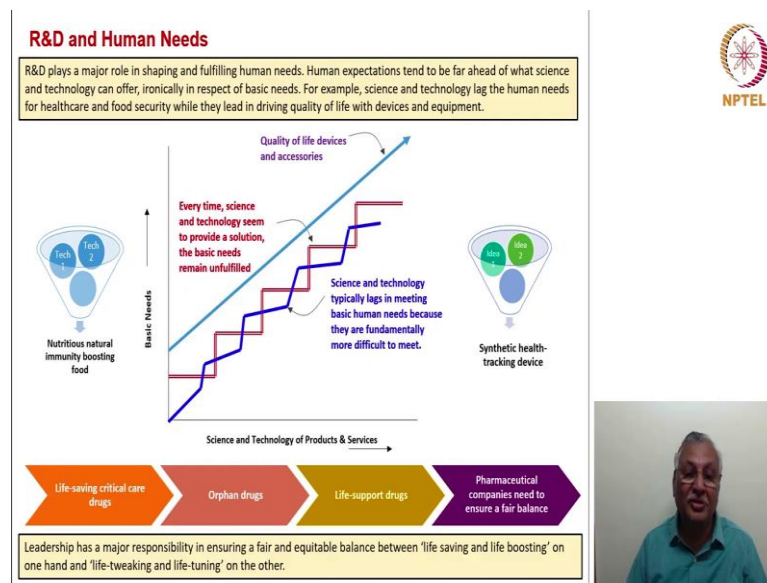 R&D and Human Needs
R&D plays a major role in shaping and fulfilling human needs. Human expectations tend to be far ahead of what science
and technology can offer, ironically in respect of basic needs. For example, science and technology lag the human needs
for healthcare and food security while they lead in driving quality of life with devices and equipment.
NPTEL
Quality of life devices
and accessories
Every time, science
and technology seem
to provide a solution,
the basic needs
remain unfulfilled
Tech
1
Tech
2
Nutritious natural
immunity boosting
food
Basic Needs
Science and technology
typically lags in meeting
basic human needs because
they are fundamentally
more difficult to meet.
Idea
1
Idea
2
Synthetic health-
tracking device
Science and Technology of Products & Services
Life-saving critical care
drugs
Orphan drugs
Life-support drugs
Pharmaceutical
companies need to
ensure a fair balance
Leadership has a major responsibility in ensuring a fair and equitable balance between 'life saving and life boosting' on
one hand and 'life-tweaking and life-tuning' on the other.